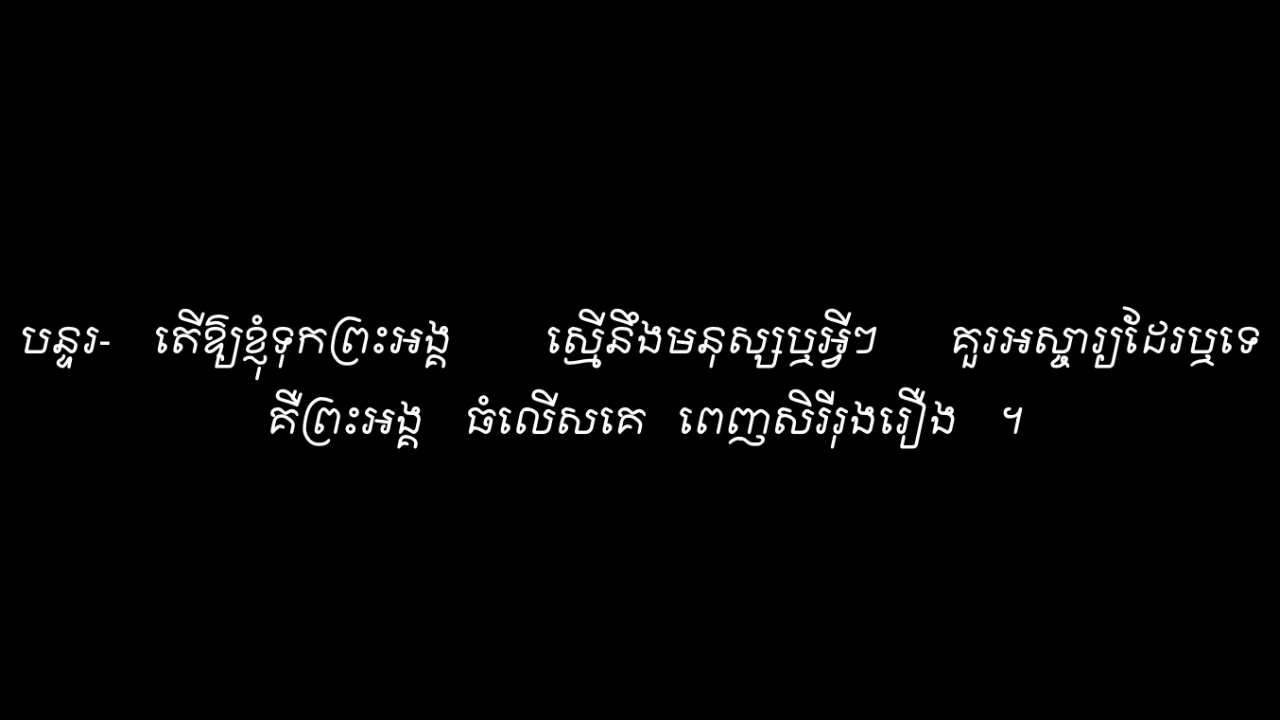 បន្ទរ- តើឱ្យខ្ញុំទុកព្រះអង្គ ស្មើនឹងមនុស្សឬអ្វីៗ គួរអស្ចារ្យដែរឬទេ
គឺព្រះអង្គ ធំលើសគេ ពេញសិរីរុងរឿង ។